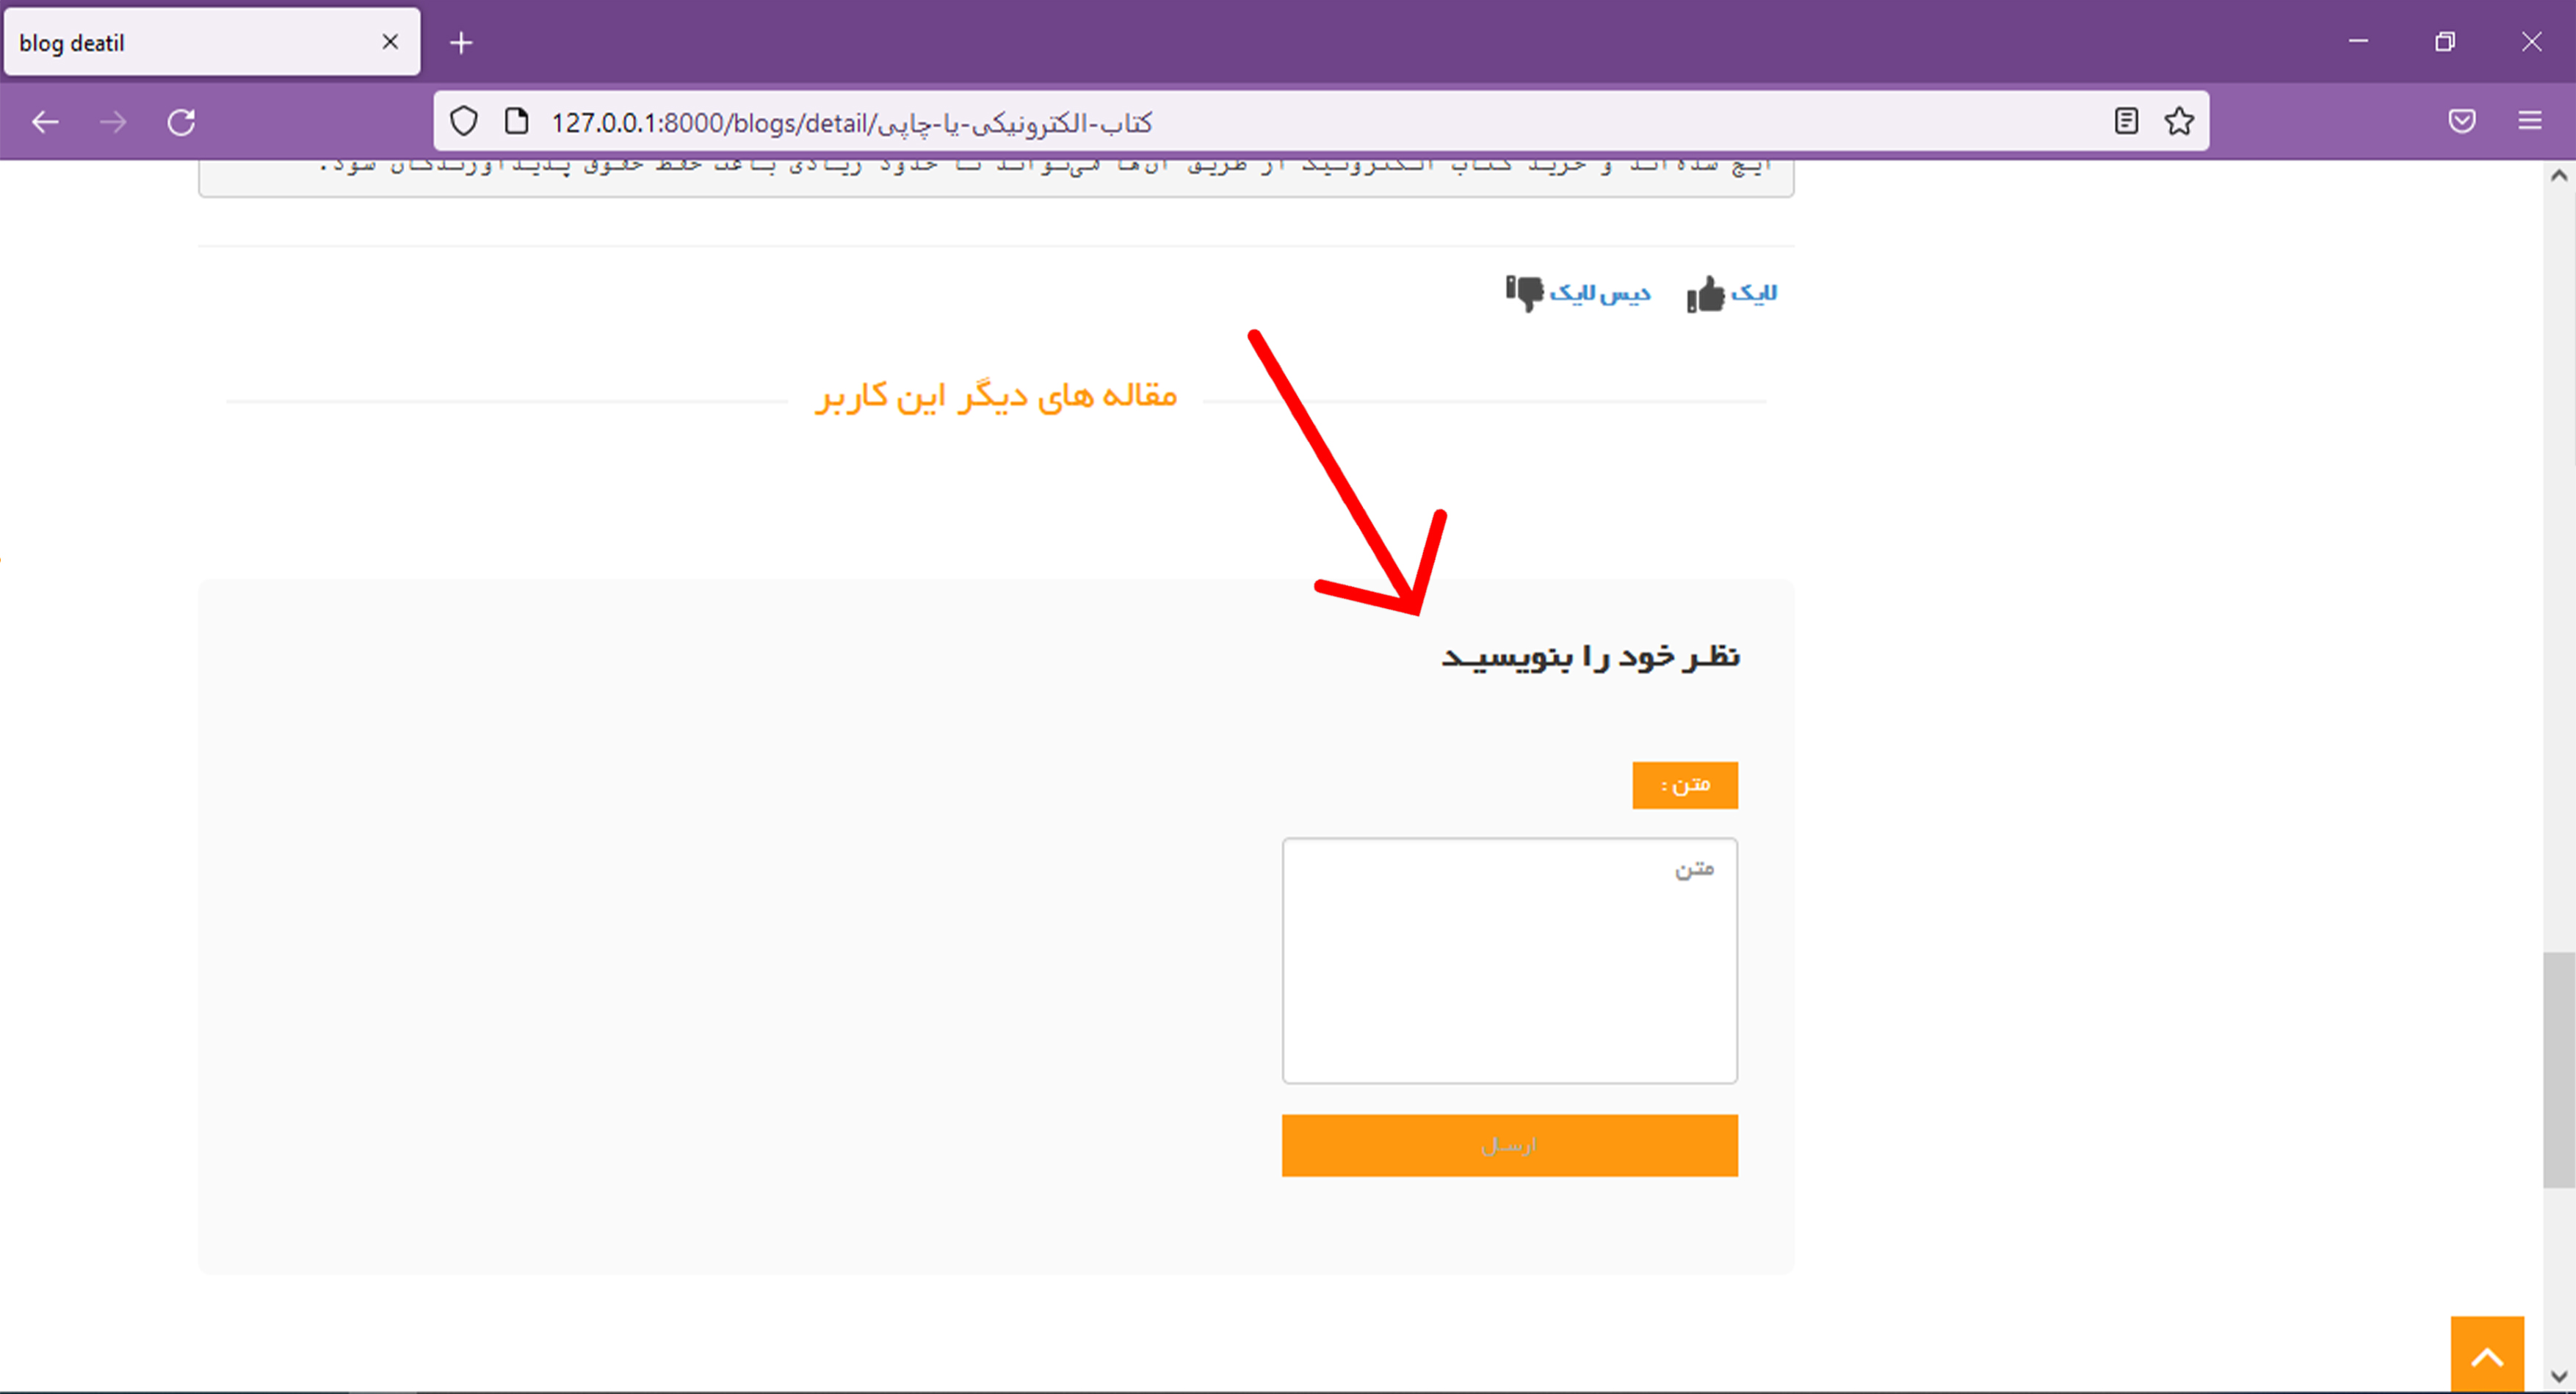 blog deatil
127.0.0.1:8000/blogs/detail/کتاب-الکترونیکی-یا-چاپی
ایج شده‌اند و خرید کتاب الکترونیک از طریق آن‌ها می‌تواند تا حدود زیادی باعث حفظ حقوق پدیدآورندگان شود.
لایک دیس لایک
مقاله های دیگر این کاربر
نظر خود را بنویسید
متن :
متن
ارسال